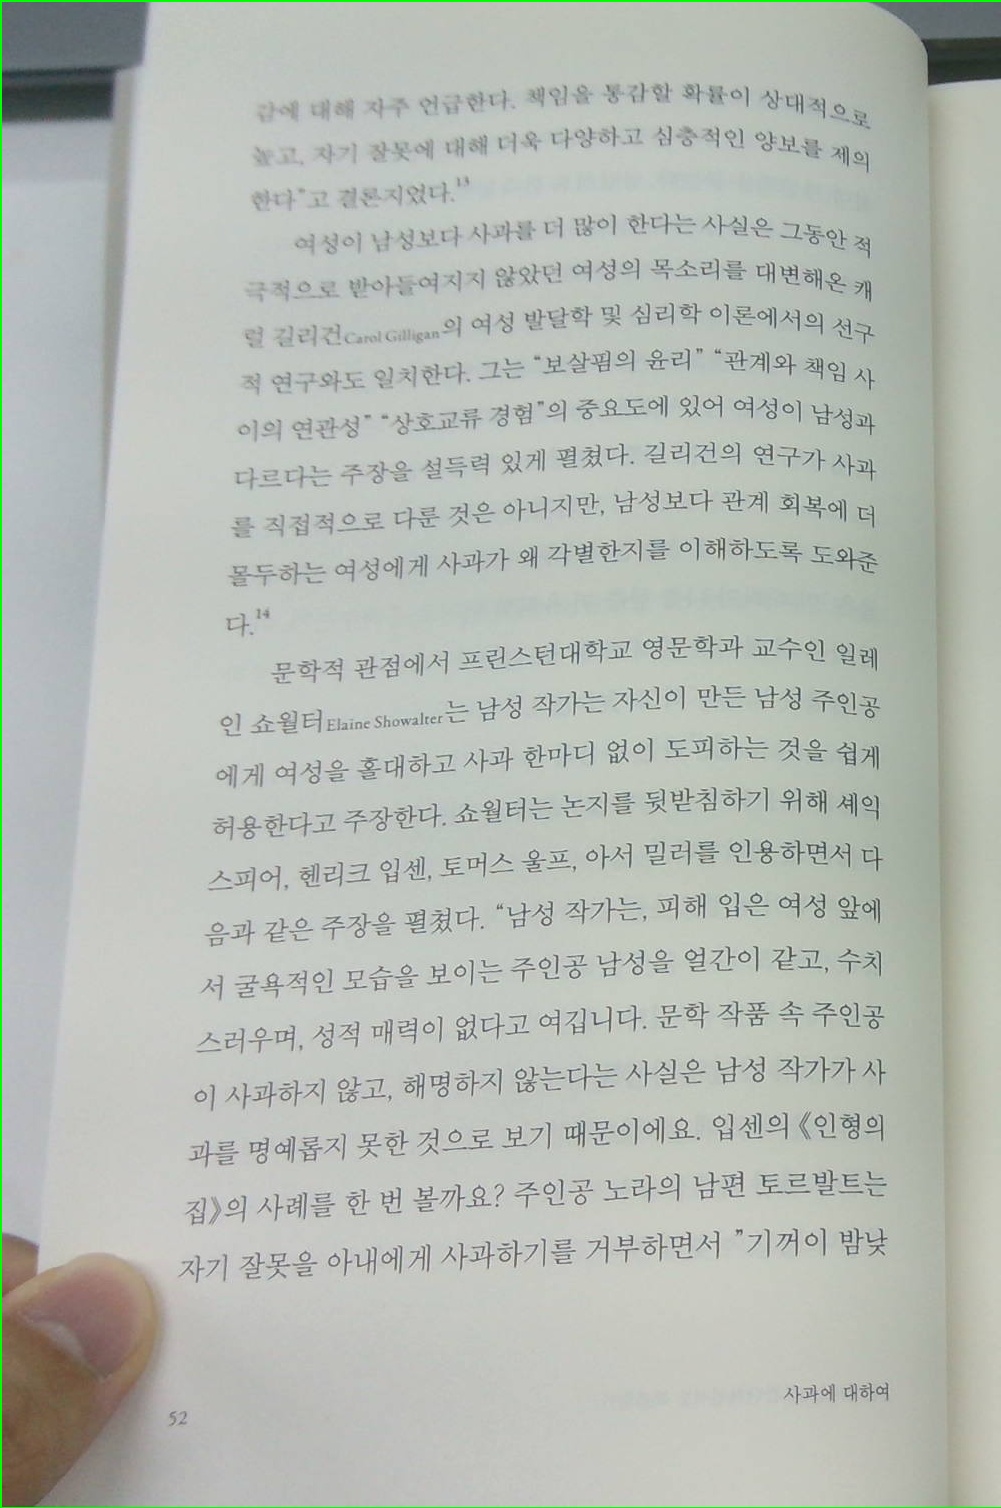 감에 대해 자주 언급한다. 책임을 통감할 확률이 상대적으로
높고, 자기 잘못에 대해 더욱 다양하고 심층적인 양보를 제의
한다”고 결론지었다.13
여성이 남성보다 사과를 더 많이 한다는 사실은 그동안 적
극적으로 받아들여지지 않았던 여성의 목소리를 대변해온 캐
럴 길리건Carol Gilligan의 여성 발달학 및 심리학 이론에서의 선구
적 연구와도 일치한다. 그는 “보살핌의 윤리” “관계와 책임 사
이의 연관성” “상호교류 경험”의 중요도에 있어 여성이 남성과
다르다는 주장을 설득력 있게 펼쳤다. 길리건의 연구가 사과
를 직접적으로 다룬 것은 아니지만, 남성보다 관계 회복에 더
몰두하는 여성에게 사과가 왜 각별한지를 이해하도록 도와준
다.14
문학적 관점에서 프린스턴대학교 영문학과 교수인 일레
인 쇼월터Elaine Showalter는 남성 작가는 자신이 만든 남성 주인공
에게 여성을 홀대하고 사과 한마디 없이 도피하는 것을 쉽게
허용한다고 주장한다. 쇼월터는 논지를 뒷받침하기 위해 셰익
스피어, 헨리크 입센, 토머스 울프, 아서 밀러를 인용하면서 다
음과 같은 주장을 펼쳤다. “남성 작가는, 피해 입은 여성 앞에
서 굴욕적인 모습을 보이는 주인공 남성을 얼간이 같고, 수치
스러우며, 성적 매력이 없다고 여깁니다. 문학 작품 속 주인공
이 사과하지 않고, 해명하지 않는다는 사실은 남성 작가가 사
과를 명예롭지 못한 것으로 보기 때문이에요. 입센의 《인형의
집》의 사례를 한 번 볼까요? 주인공 노라의 남편 토르발트는
자기 잘못을 아내에게 사과하기를 거부하면서 ”기꺼이 밤낮
사과에 대하여
52